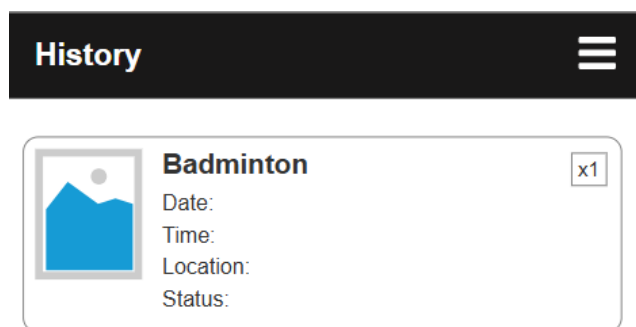 History
Badminton
x1
Date:
Time:
Location:
Status: